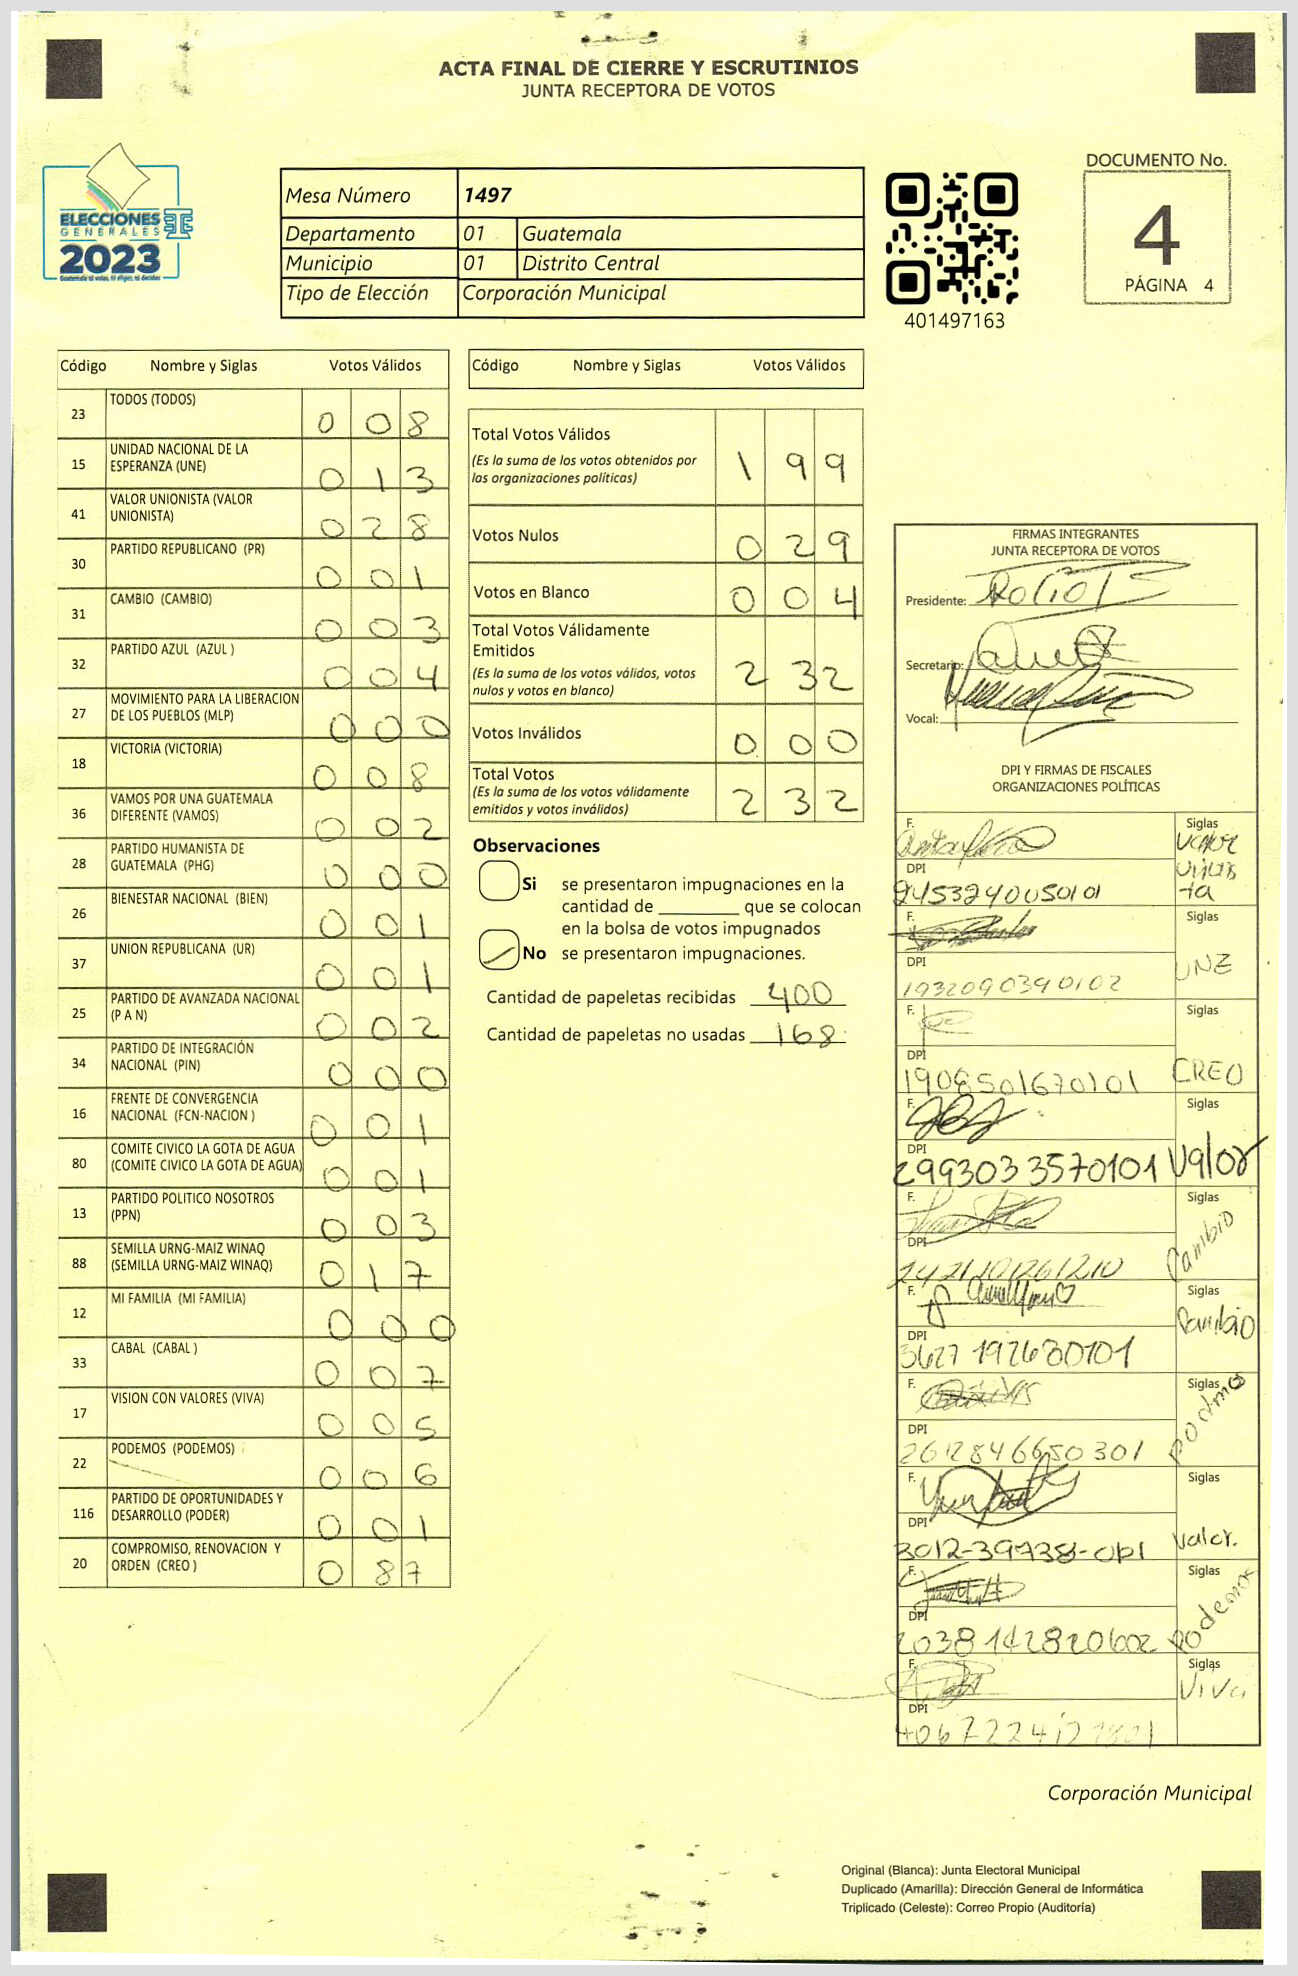 ACTA FINAL DE CIERRE Y ESCRUTINIOS
JUNTA RECEPTORA DE VOTOS
ELECCIONES
GENERALES
2023
Mesa Número 1497
Departamento 01 Guatemala
Municipio 01 Distrito Central
Tipo de Elección Corporación Municipal
401497163
DOCUMENTO No.
4
PÁGINA 4
Código Nombre y Siglas Votos Válidos
23 TODOS (TODOS) 0 0 8
15 UNIDAD NACIONAL DE LA ESPERANZA (UNE) 0 1 3
41 VALOR UNIONISTA (VALOR UNIONISTA) 0 2 8
30 PARTIDO REPUBLICANO (PR) 0 0 1
31 CAMBIO (CAMBIO) 0 0 3
32 PARTIDO AZUL (AZUL ) 0 0 4
27 MOVIMIENTO PARA LA LIBERACION DE LOS PUEBLOS (MLP) 0 0 0
18 VICTORIA (VICTORIA) 0 0 8
36 VAMOS POR UNA GUATEMALA DIFERENTE (VAMOS) 0 0 2
28 PARTIDO HUMANISTA DE GUATEMALA (PHG) 0 0 0
26 BIENESTAR NACIONAL (BIEN) 0 0 1
37 UNION REPUBLICANA (UR) 0 0 1
25 PARTIDO DE AVANZADA NACIONAL (P A N) 0 0 2
34 PARTIDO DE INTEGRACIÓN NACIONAL (PIN) 0 0 0
16 FRENTE DE CONVERGENCIA NACIONAL (FCN-NACION ) 0 0 1
80 COMITE CIVICO LA GOTA DE AGUA (COMITE CIVICO LA GOTA DE AGUA) 0 0 1
13 PARTIDO POLITICO NOSOTROS (PPN) 0 0 3
88 SEMILLA URNG-MAIZ WINAQ (SEMILLA URNG-MAIZ WINAQ) 0 1 7
12 MI FAMILIA (MI FAMILIA) 0 0 0
33 CABAL (CABAL ) 0 0 7
17 VISION CON VALORES (VIVA) 0 0 5
22 PODEMOS (PODEMOS) 0 0 6
116 PARTIDO DE OPORTUNIDADES Y DESARROLLO (PODER) 0 0 1
20 COMPROMISO, RENOVACION Y ORDEN (CREO ) 0 8 7
Código Nombre y Siglas Votos Válidos
Total Votos Válidos 1 9 9
(Es la suma de los votos obtenidos por
las organizaciones políticas)
Votos Nulos 0 2 9
Votos en Blanco 0 0 4
Total Votos Válidamente
Emitidos 2 3 2
(Es la suma de los votos válidos, votos
nulos y votos en blanco)
Votos Inválidos 0 0 0
Total Votos 2 3 2
(Es la suma de los votos válidamente
emitidos y votos inválidos)
Observaciones
Si se presentaron impugnaciones en la
cantidad de ________ que se colocan
en la bolsa de votos impugnados
No se presentaron impugnaciones.
Cantidad de papeletas recibidas 400
Cantidad de papeletas no usadas 168
FIRMAS INTEGRANTES
JUNTA RECEPTORA DE VOTOS
Presidente:
Secretario:
Vocal:
DPI Y FIRMAS DE FISCALES
ORGANIZACIONES POLÍTICAS
F. Siglas
DPI
2453240050101
F. Siglas
DPI UNE
1932090390102
F. Siglas
DPI CREO
1908501670101
F. Siglas
DPI
2993033570101 Valor
F. Siglas
DPI Cambio
F. Siglas
DPI
3627 192630101
F. Siglas
DPI
2612846650301
F. Siglas
DPI Valor.
F. Siglas
DPI Podemos
F. Siglas
DPI Viva
Corporación Municipal
Original (Blanca): Junta Electoral Municipal
Duplicado (Amarilla): Dirección General de Informática
Triplicado (Celeste): Correo Propio (Auditoría)